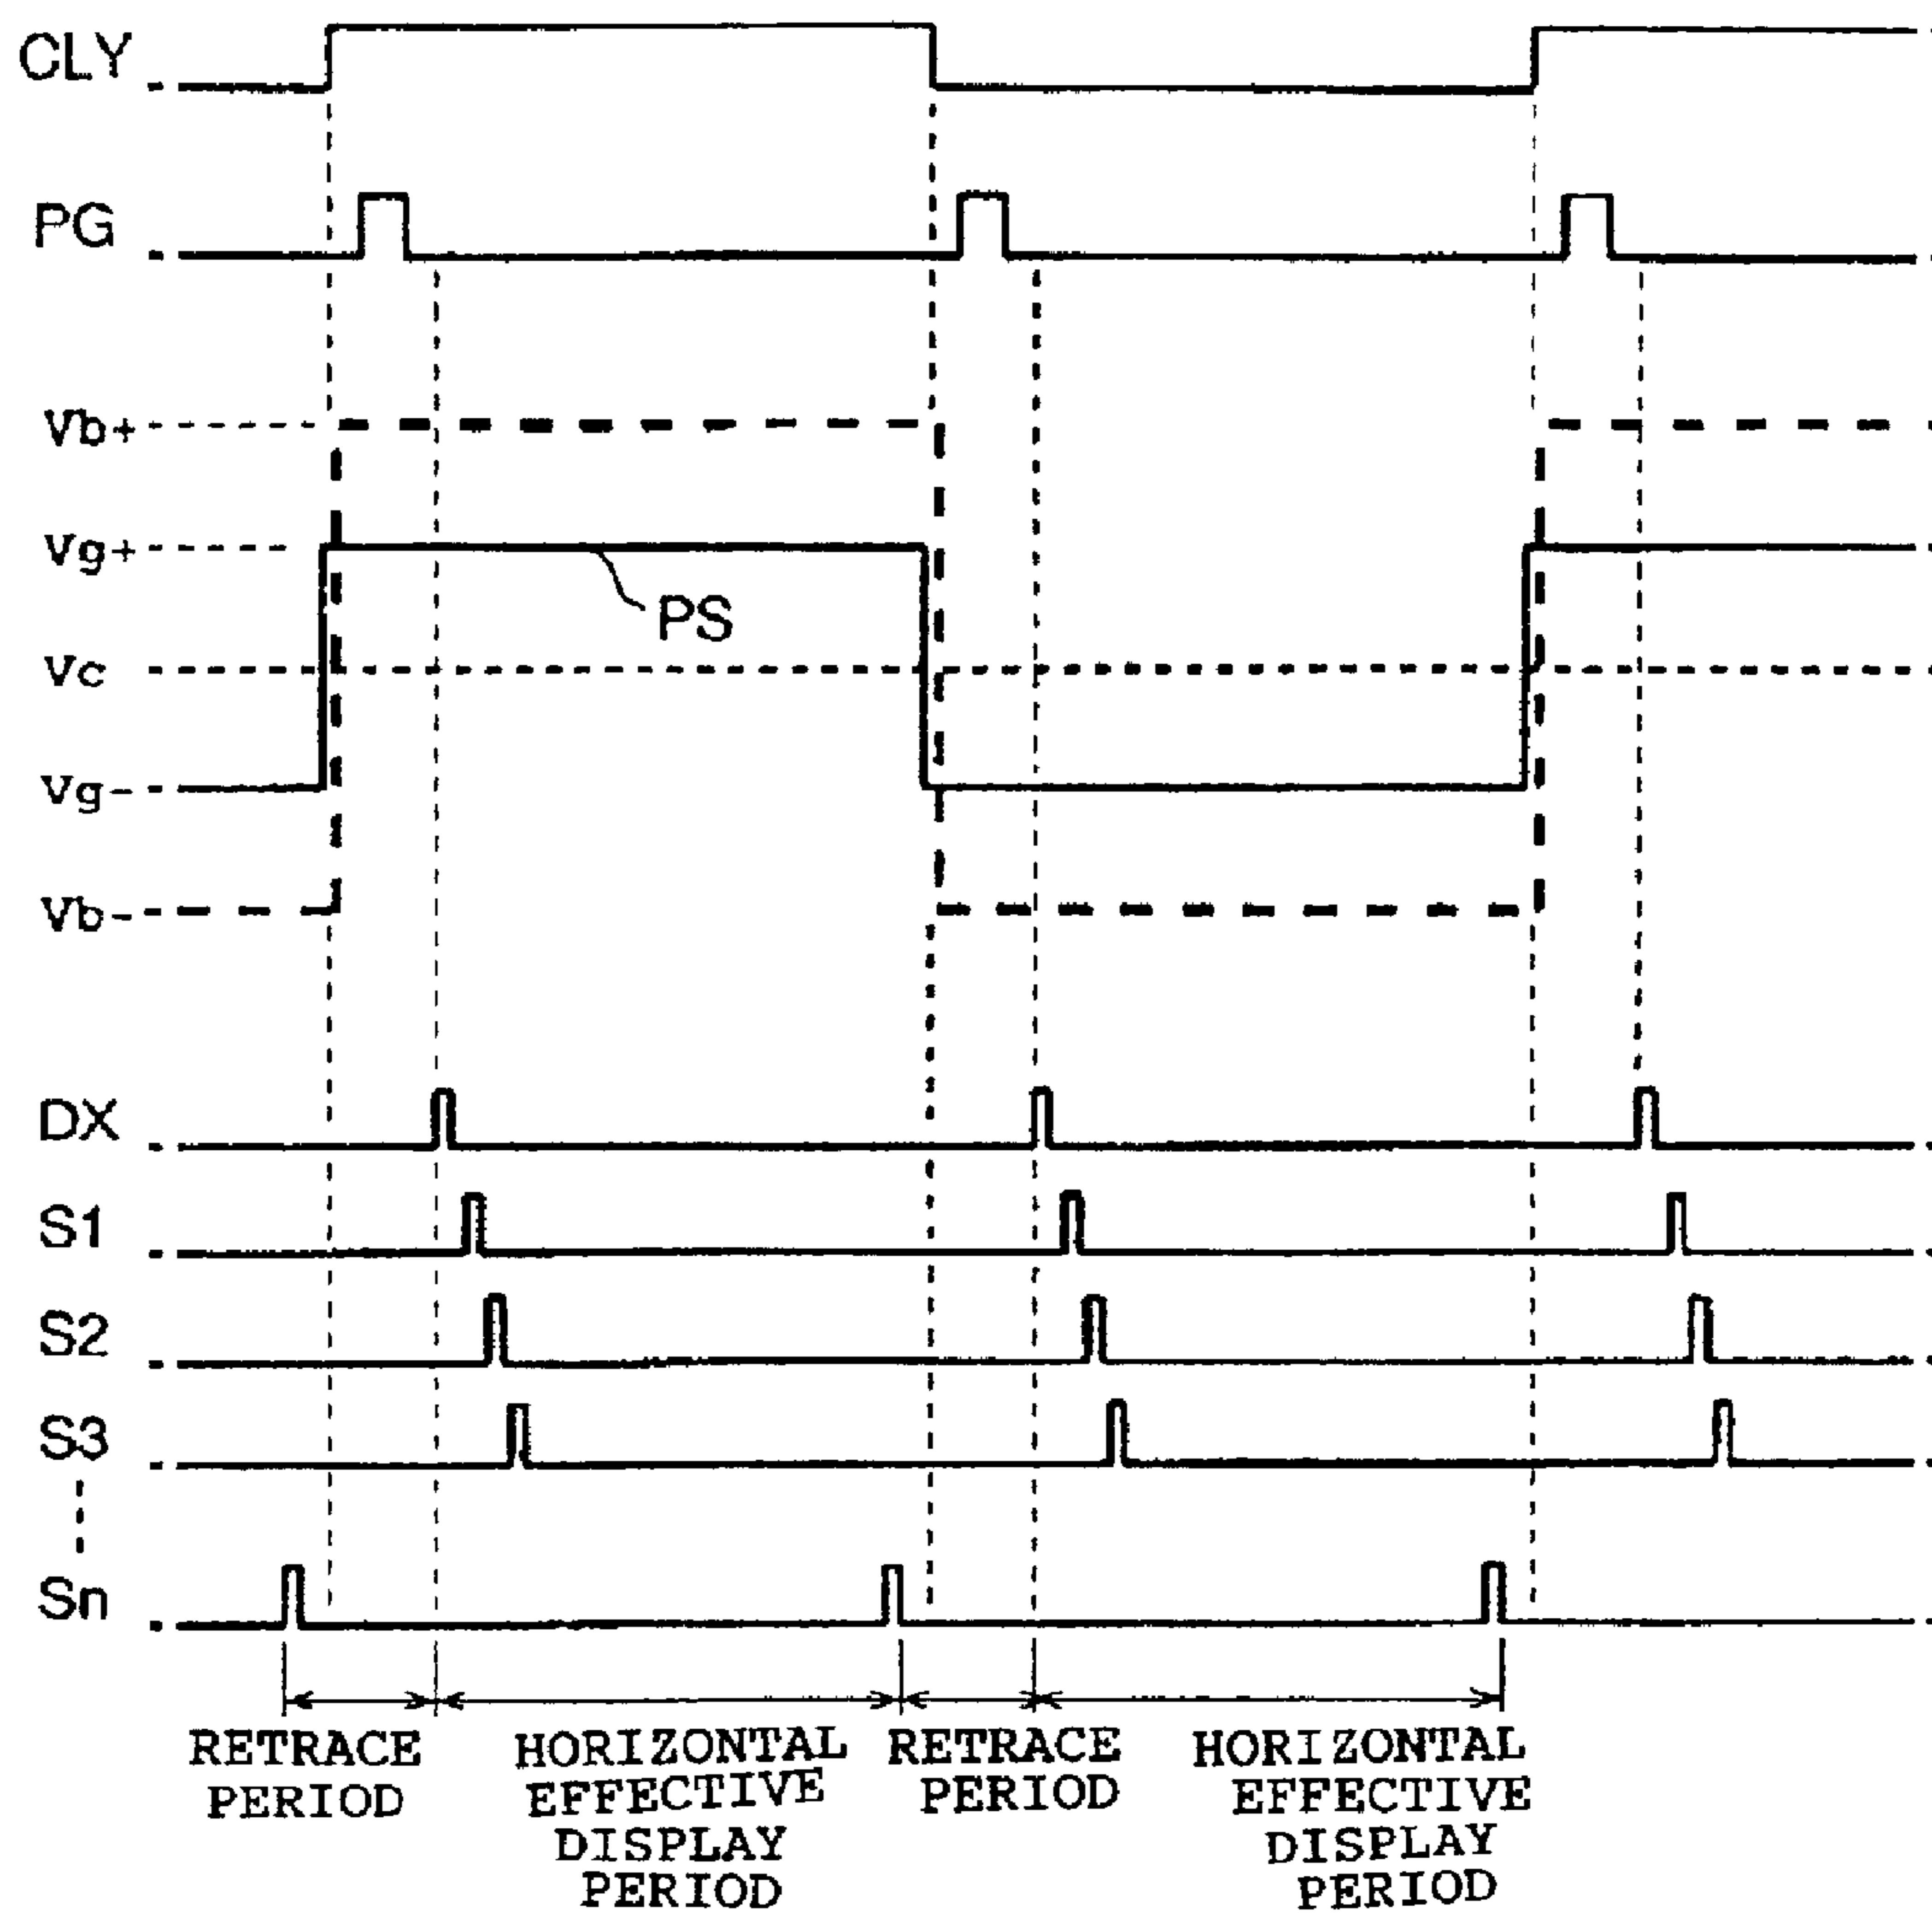 CLY
PG
Vb+
Vg+
PS
Vc
Vg-
Vb-
DX
S1
S2
S3
Sn
RETRACE
PERIOD
HORIZONTAL
EFFECTIVE
DISPLAY
PERIOD
RETRACE
PERIOD
HORIZONTAL
EFFECTIVE
DISPLAY
PERIOD